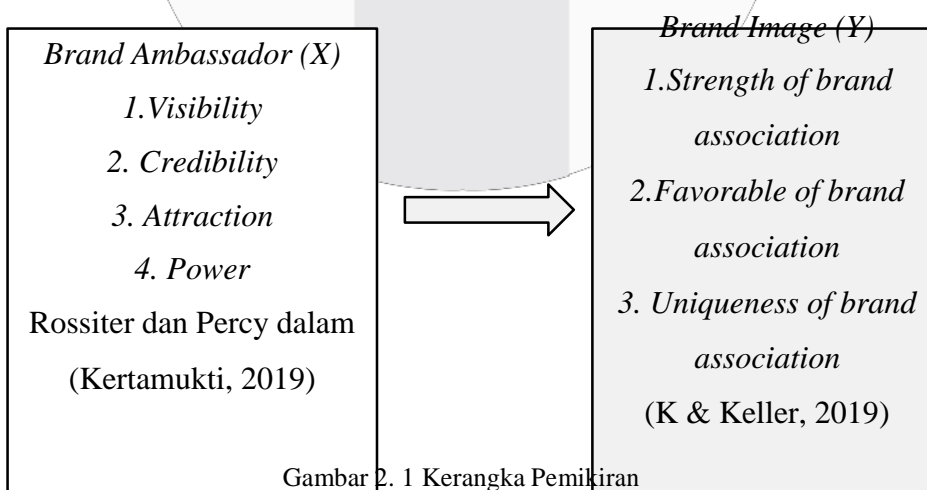 Brand Ambassador (X)
1.Visibility
2. Credibility
3. Attraction
4. Power
Rossiter dan Percy dalam
(Kertamukti, 2019)
Brand Image (Y)
1.Strength of brand
association
2.Favorable of brand
association
3. Uniqueness of brand
association
(K & Keller, 2019)
Gambar 2. 1 Kerangka Pemikiran